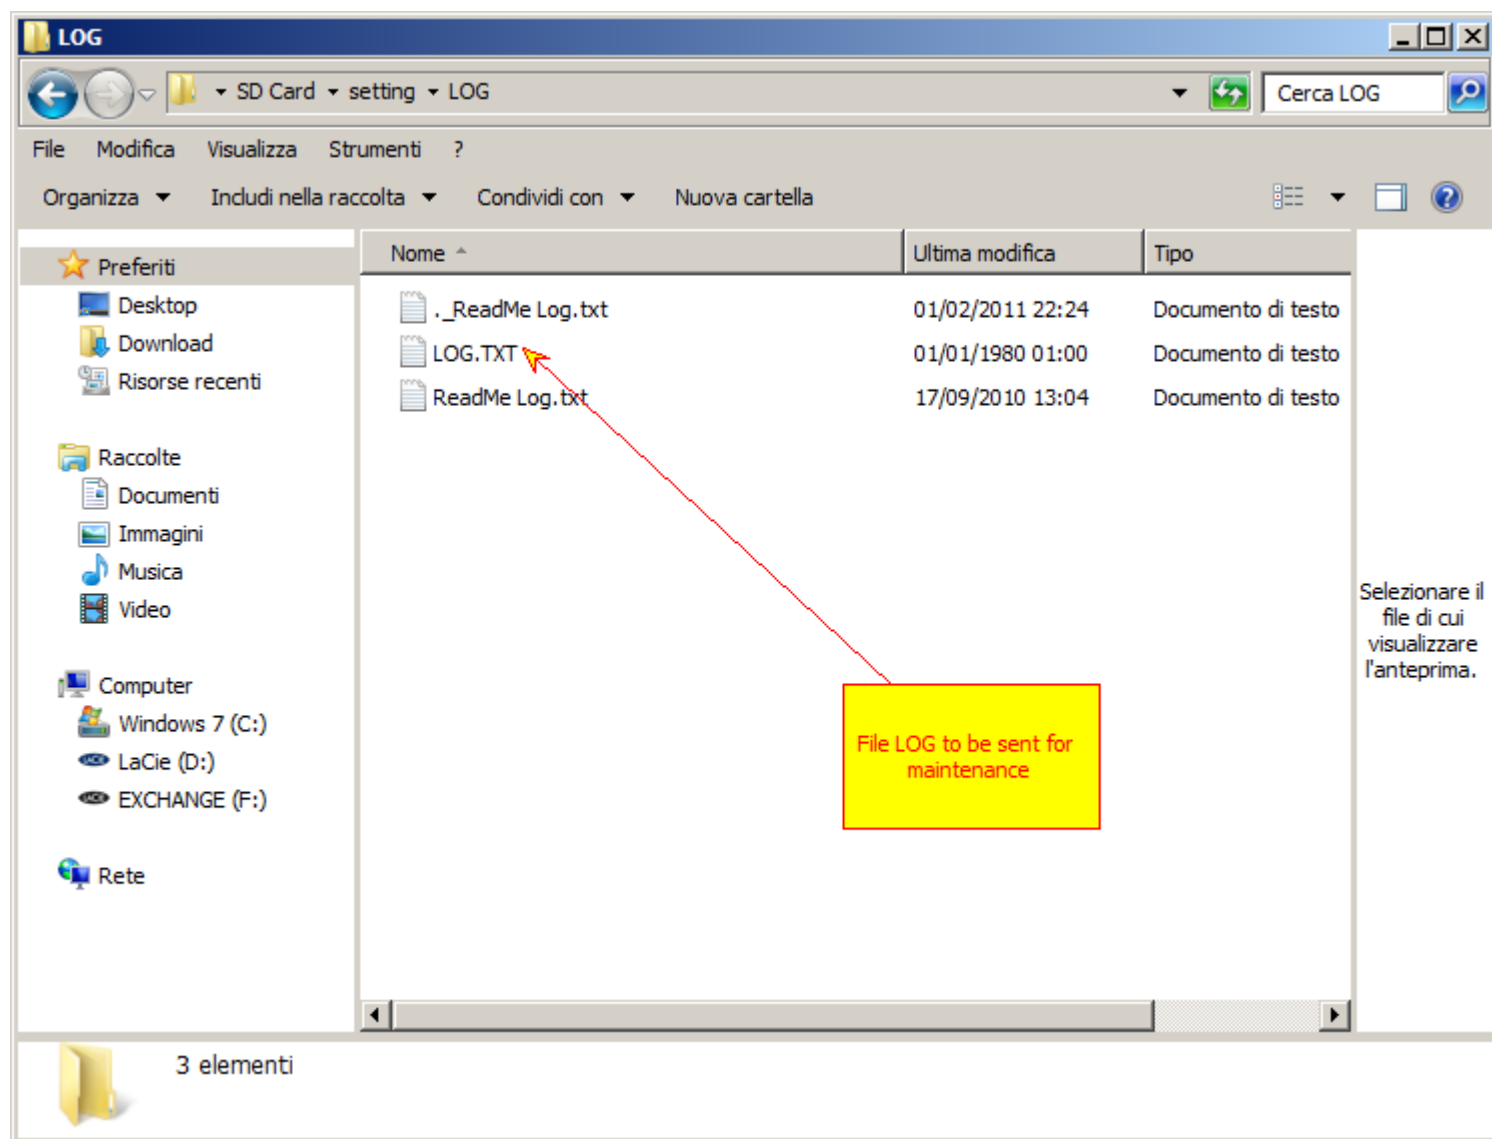 LOG
SD Card setting LOG
Cerca LOG
File Modifica Visualizza Strumenti ?
Organizza Includi nella raccolta Condividi con Nuova cartella
Preferiti
Desktop
Download
Risorse recenti
Raccolte
Documenti
Immagini
Musica
Video
Computer
Windows 7 (C:)
LaCie (D:)
EXCHANGE (F:)
Rete
Nome Ultima modifica Tipo
._ReadMe Log.txt 01/02/2011 22:24 Documento di testo
LOG.TXT 01/01/1980 01:00 Documento di testo
ReadMe Log.txt 17/09/2010 13:04 Documento di testo
File LOG to be sent for
maintenance
Selezionare il
file di cui
visualizzare
l'anteprima.
3 elementi